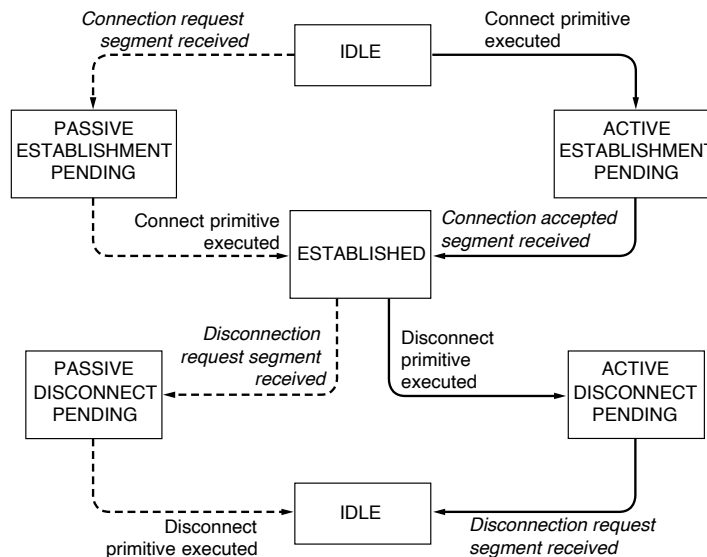 Connection request
segment received
IDLE
Connect primitive
executed
PASSIVE
ESTABLISHMENT
PENDING
ACTIVE
ESTABLISHMENT
PENDING
Connect primitive
executed
ESTABLISHED
Connection accepted
segment received
Disconnection
request segment
received
Disconnect
primitive
executed
PASSIVE
DISCONNECT
PENDING
ACTIVE
DISCONNECT
PENDING
Disconnect
primitive executed
IDLE
Disconnection request
segment received